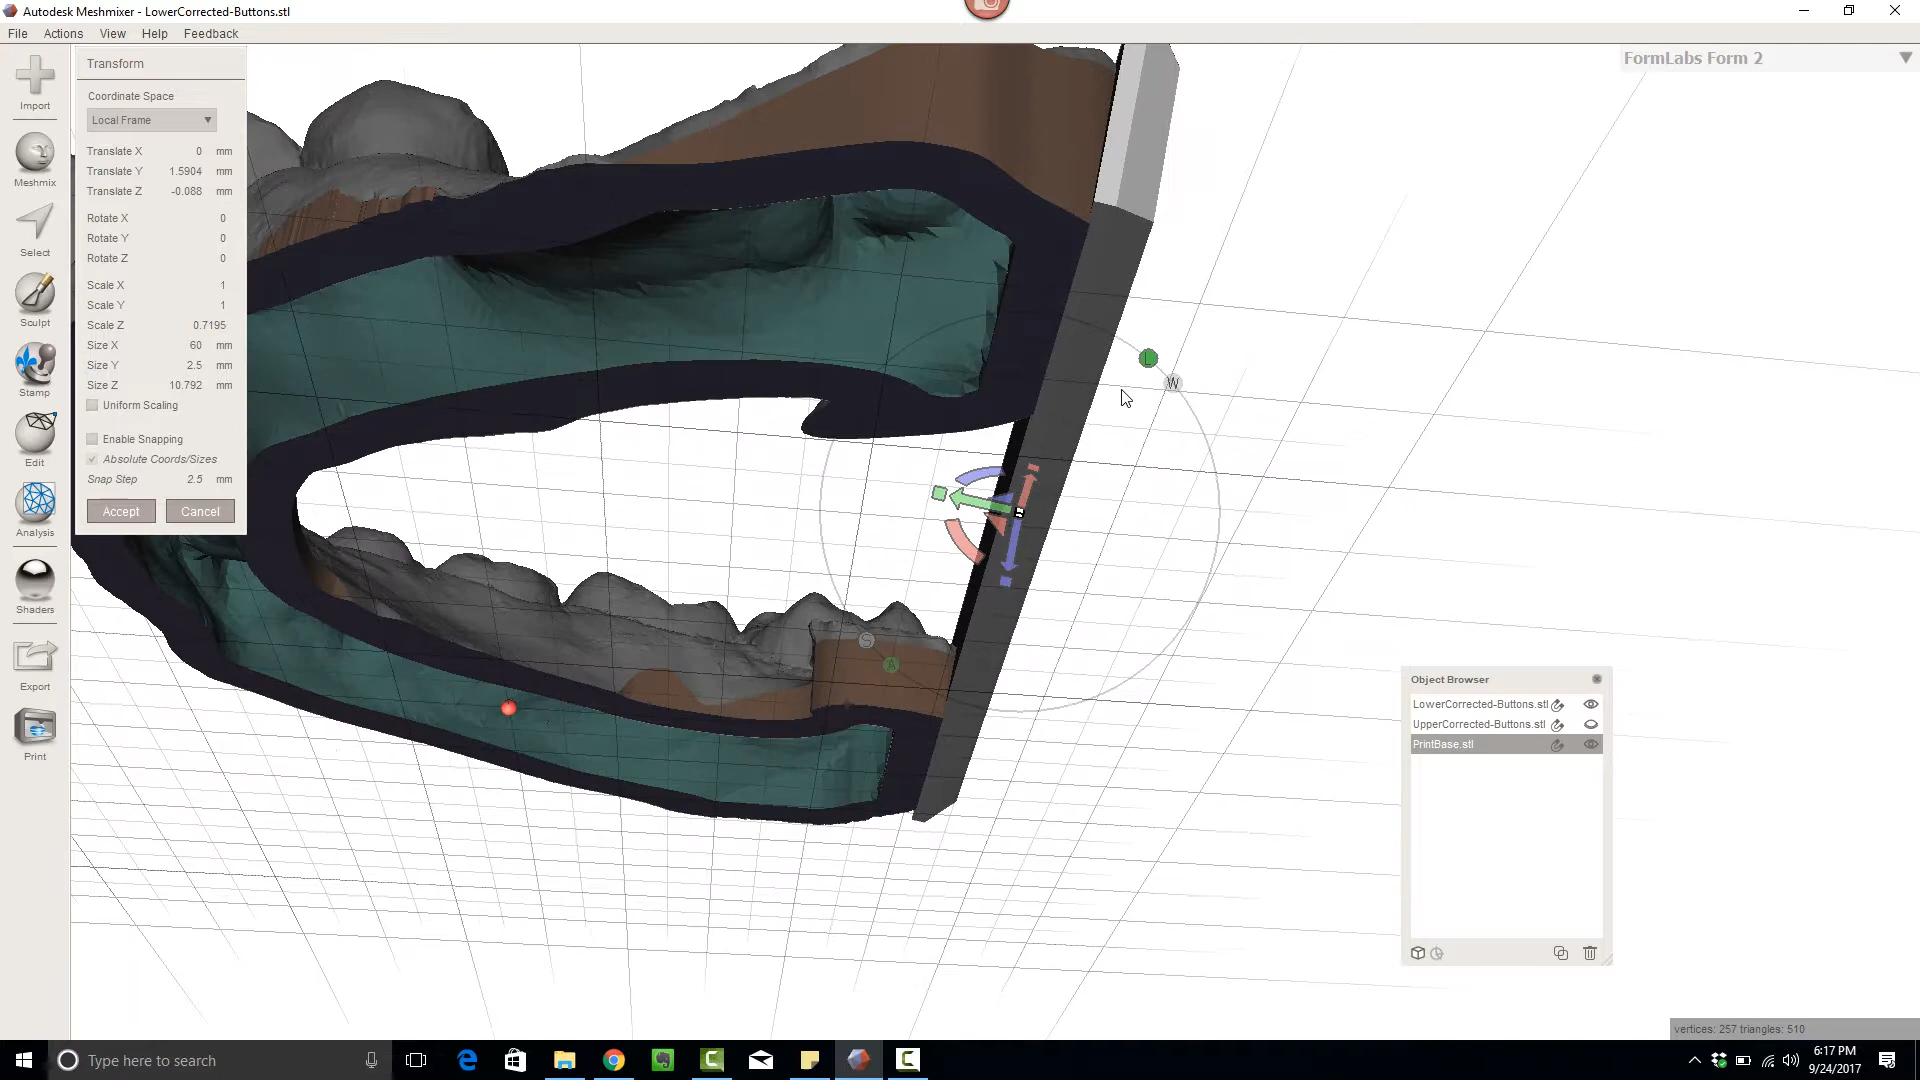 Autodesk Meshmixer - LowerCorrected-Buttons.stl
File Actions View Help Feedback
Import
Meshmix
Select
Sculpt
Stamp
Edit
Analysis
Shaders
Export
Print
Transform
Coordinate Space
Local Frame
Translate X 0 mm
Translate Y 1.5904 mm
Translate Z -0.088 mm
Rotate X 0
Rotate Y 0
Rotate Z 0
Scale X 1
Scale Y 1
Scale Z 0.7195
Size X 60 mm
Size Y 2.5 mm
Size Z 10.792 mm
Uniform Scaling
Enable Snapping
Absolute Coords/Sizes
Snap Step 2.5 mm
Accept Cancel
FormLabs Form 2
L
W
S
A
Object Browser
LowerCorrected-Buttons.stl
UpperCorrected-Buttons.stl
PrintBase.stl
vertices: 257 triangles: 510
Type here to search
6:17 PM
9/24/2017